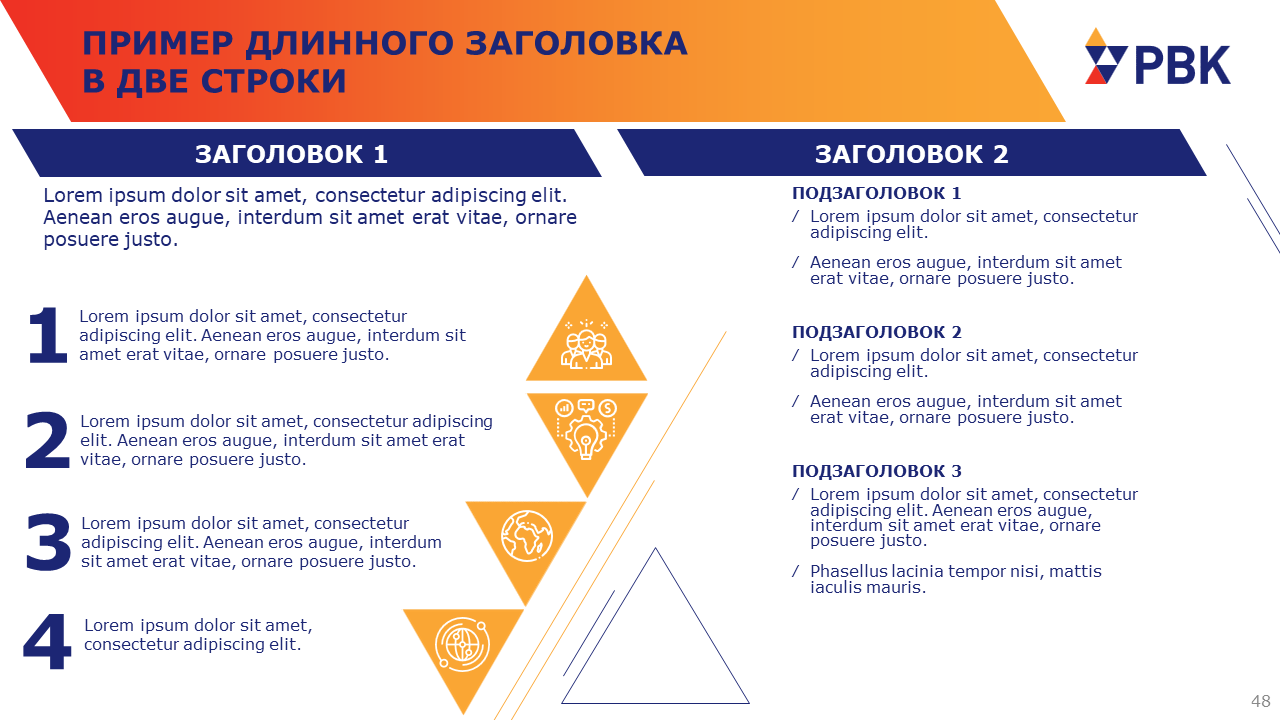 ПРИМЕР ДЛИННОГО ЗАГОЛОВКА
В ДВЕ СТРОКИ
РВК
ЗАГОЛОВОК 1
Lorem ipsum dolor sit amet, consectetur adipiscing elit.
Aenean eros augue, interdum sit amet erat vitae, ornare
posuere justo.
1
Lorem ipsum dolor sit amet, consectetur
adipiscing elit. Aenean eros augue, interdum sit
amet erat vitae, ornare posuere justo.
2
Lorem ipsum dolor sit amet, consectetur adipiscing
elit. Aenean eros augue, interdum sit amet erat
vitae, ornare posuere justo.
3
Lorem ipsum dolor sit amet, consectetur
adipiscing elit. Aenean eros augue, interdum
sit amet erat vitae, ornare posuere justo.
4
Lorem ipsum dolor sit amet,
consectetur adipiscing elit.
$
ЗАГОЛОВОК 2
ПОДЗАГОЛОВОК 1
/ Lorem ipsum dolor sit amet, consectetur
adipiscing elit.
/ Aenean eros augue, interdum sit amet
erat vitae, ornare posuere justo.
ПОДЗАГОЛОВОК 2
/ Lorem ipsum dolor sit amet, consectetur
adipiscing elit.
/ Aenean eros augue, interdum sit amet
erat vitae, ornare posuere justo.
ПОДЗАГОЛОВОК 3
/ Lorem ipsum dolor sit amet, consectetur
adipiscing elit. Aenean eros augue,
interdum sit amet erat vitae, ornare
posuere justo.
/ Phasellus lacinia tempor nisi, mattis
iaculis mauris.
48